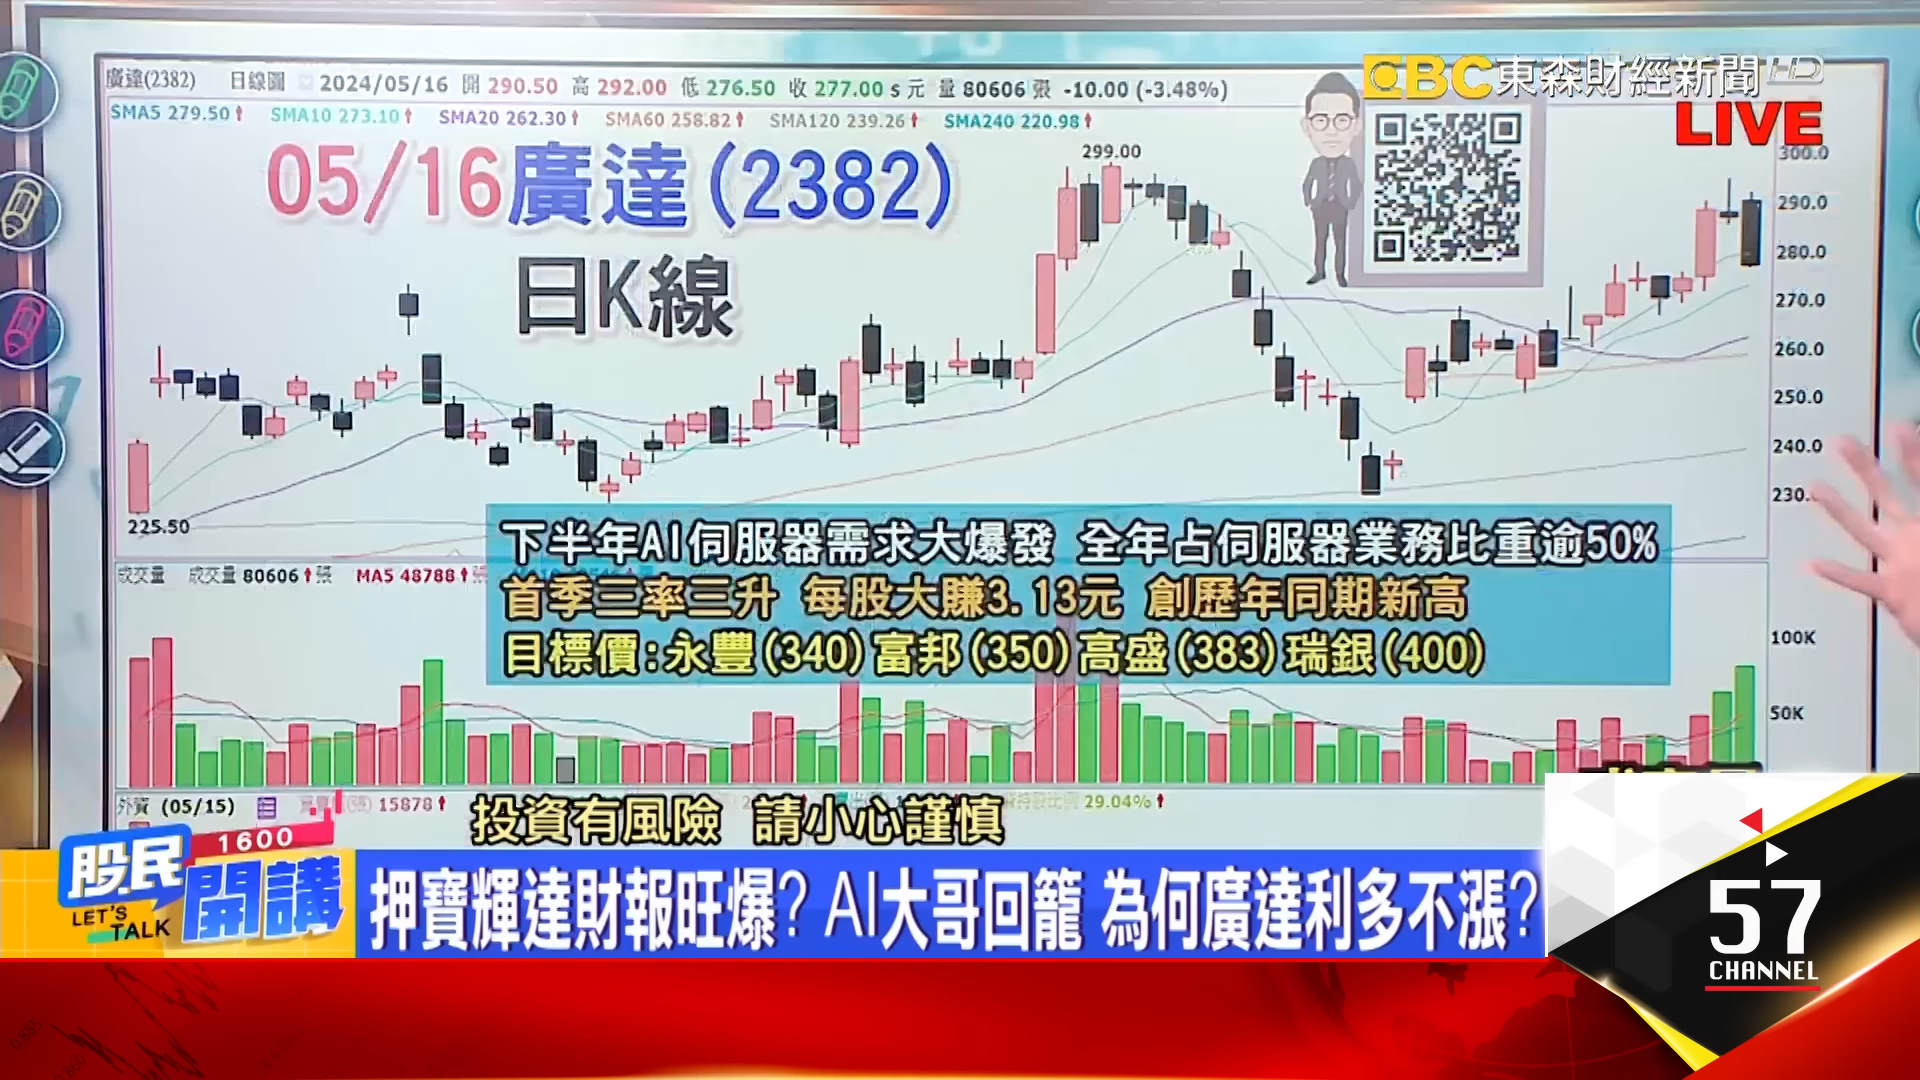 EBC東森財經新聞HD
LIVE
廣達(2382) 日線圖 2024/05/16 開 290.50 高 292.00 低 276.50 收 277.00 s元 量 80606 張 -10.00 (-3.48%)
SMA5 279.50↑ SMA10 273.10↑ SMA20 262.30↑ SMA60 258.82↑ SMA120 239.26↑ SMA240 220.98↑
05/16廣達(2382)
日K線
299.00
225.50
300.0
290.0
280.0
270.0
260.0
250.0
240.0
230.
下半年AI伺服器需求大爆發 全年占伺服器業務比重逾50%
首季三率三升 每股大賺3.13元 創歷年同期新高
目標價:永豐(340)富邦(350)高盛(383)瑞銀(400)
成交量 成交量 80606↑張 MA5 48788↑張
100K
50K
外資 (05/15) 15878↑ 29.04%↑
投資有風險 請小心謹慎
1600
股民開講
LET'S TALK
押寶輝達財報旺爆? AI大哥回籠 為何廣達利多不漲?
57
CHANNEL